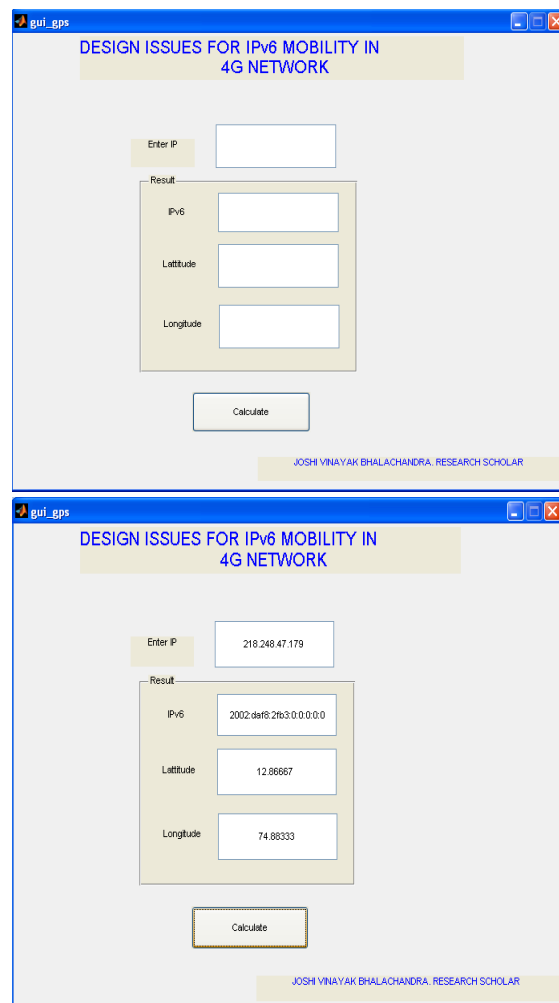 gui_gps
DESIGN ISSUES FOR IPv6 MOBILITY IN
4G NETWORK
Enter IP
Result
IPv6
Lattitude
Longitude
Calculate
JOSHI VINAYAK BHALACHANDRA. RESEARCH SCHOLAR
gui_gps
DESIGN ISSUES FOR IPv6 MOBILITY IN
4G NETWORK
Enter IP 218.248.47.179
Result
IPv6 2002:daf8:2fb3:0:0:0:0:0
Lattitude 12.86667
Longitude 74.88333
Calculate
JOSHI VINAYAK BHALACHANDRA. RESEARCH SCHOLAR